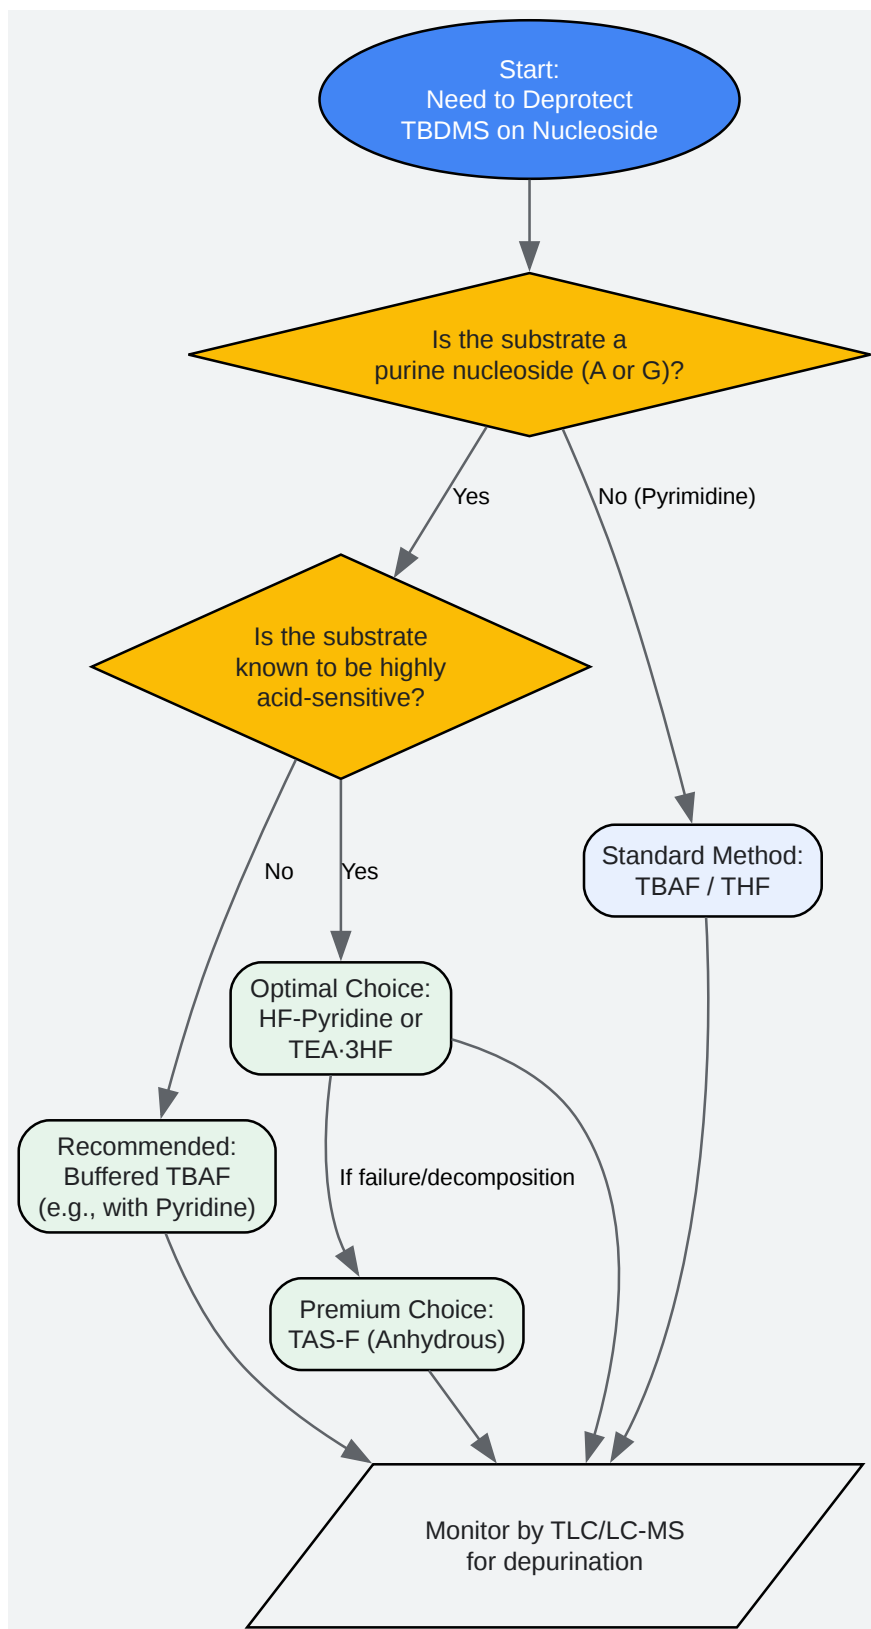 Start:
Need to Deprotect
TBDMS on Nucleoside
Is the substrate a
purine nucleoside (A or G)?
Yes
No (Pyrimidine)
Is the substrate
known to be highly
acid-sensitive?
No
Yes
Standard Method:
TBAF / THF
Optimal Choice:
HF-Pyridine or
TEA·3HF
Recommended:
Buffered TBAF
(e.g., with Pyridine)
If failure/decomposition
Premium Choice:
TAS-F (Anhydrous)
Monitor by TLC/LC-MS
for depurination